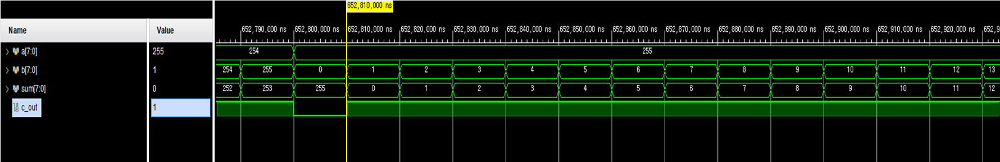 652,810,000 ns
Name Value
652,790,000 ns 652,800,000 ns 652,810,000 ns 652,820,000 ns 652,830,000 ns 652,840,000 ns 652,850,000 ns 652,860,000 ns 652,870,000 ns 652,880,000 ns 652,890,000 ns 652,900,000 ns 652,910,000 ns 652,920,000 ns 652,9
a[7:0] 255 254 255
b[7:0] 1 254 255 0 1 2 3 4 5 6 7 8 9 10 11 12 13
sum[7:0] 0 252 253 255 0 1 2 3 4 5 6 7 8 9 10 11 12
c_out 1